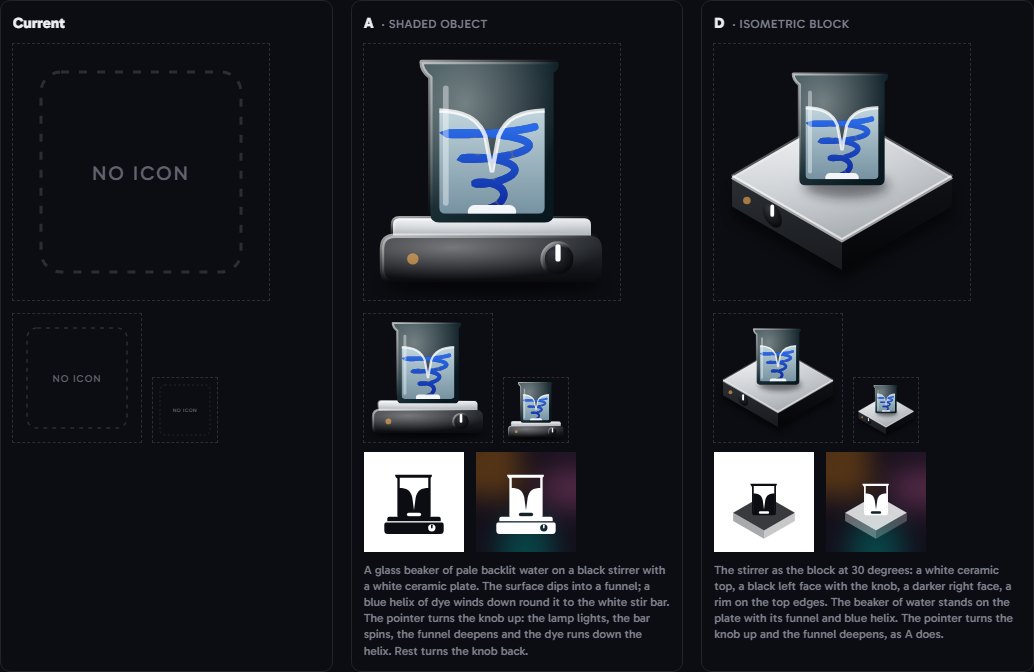 Current
NO ICON
NO ICON
NO ICON
A · SHADED OBJECT
A glass beaker of pale backlit water on a black stirrer with
a white ceramic plate. The surface dips into a funnel; a
blue helix of dye winds down round it to the white stir bar.
The pointer turns the knob up: the lamp lights, the bar
spins, the funnel deepens and the dye runs down the
helix. Rest turns the knob back.
D · ISOMETRIC BLOCK
The stirrer as the block at 30 degrees: a white ceramic
top, a black left face with the knob, a darker right face, a
rim on the top edges. The beaker of water stands on the
plate with its funnel and blue helix. The pointer turns the
knob up and the funnel deepens, as A does.